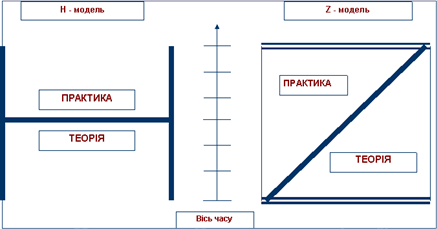 Н - модель
Z - модель
ПРАКТИКА
ТЕОРІЯ
ПРАКТИКА
ТЕОРІЯ
Вісь часу